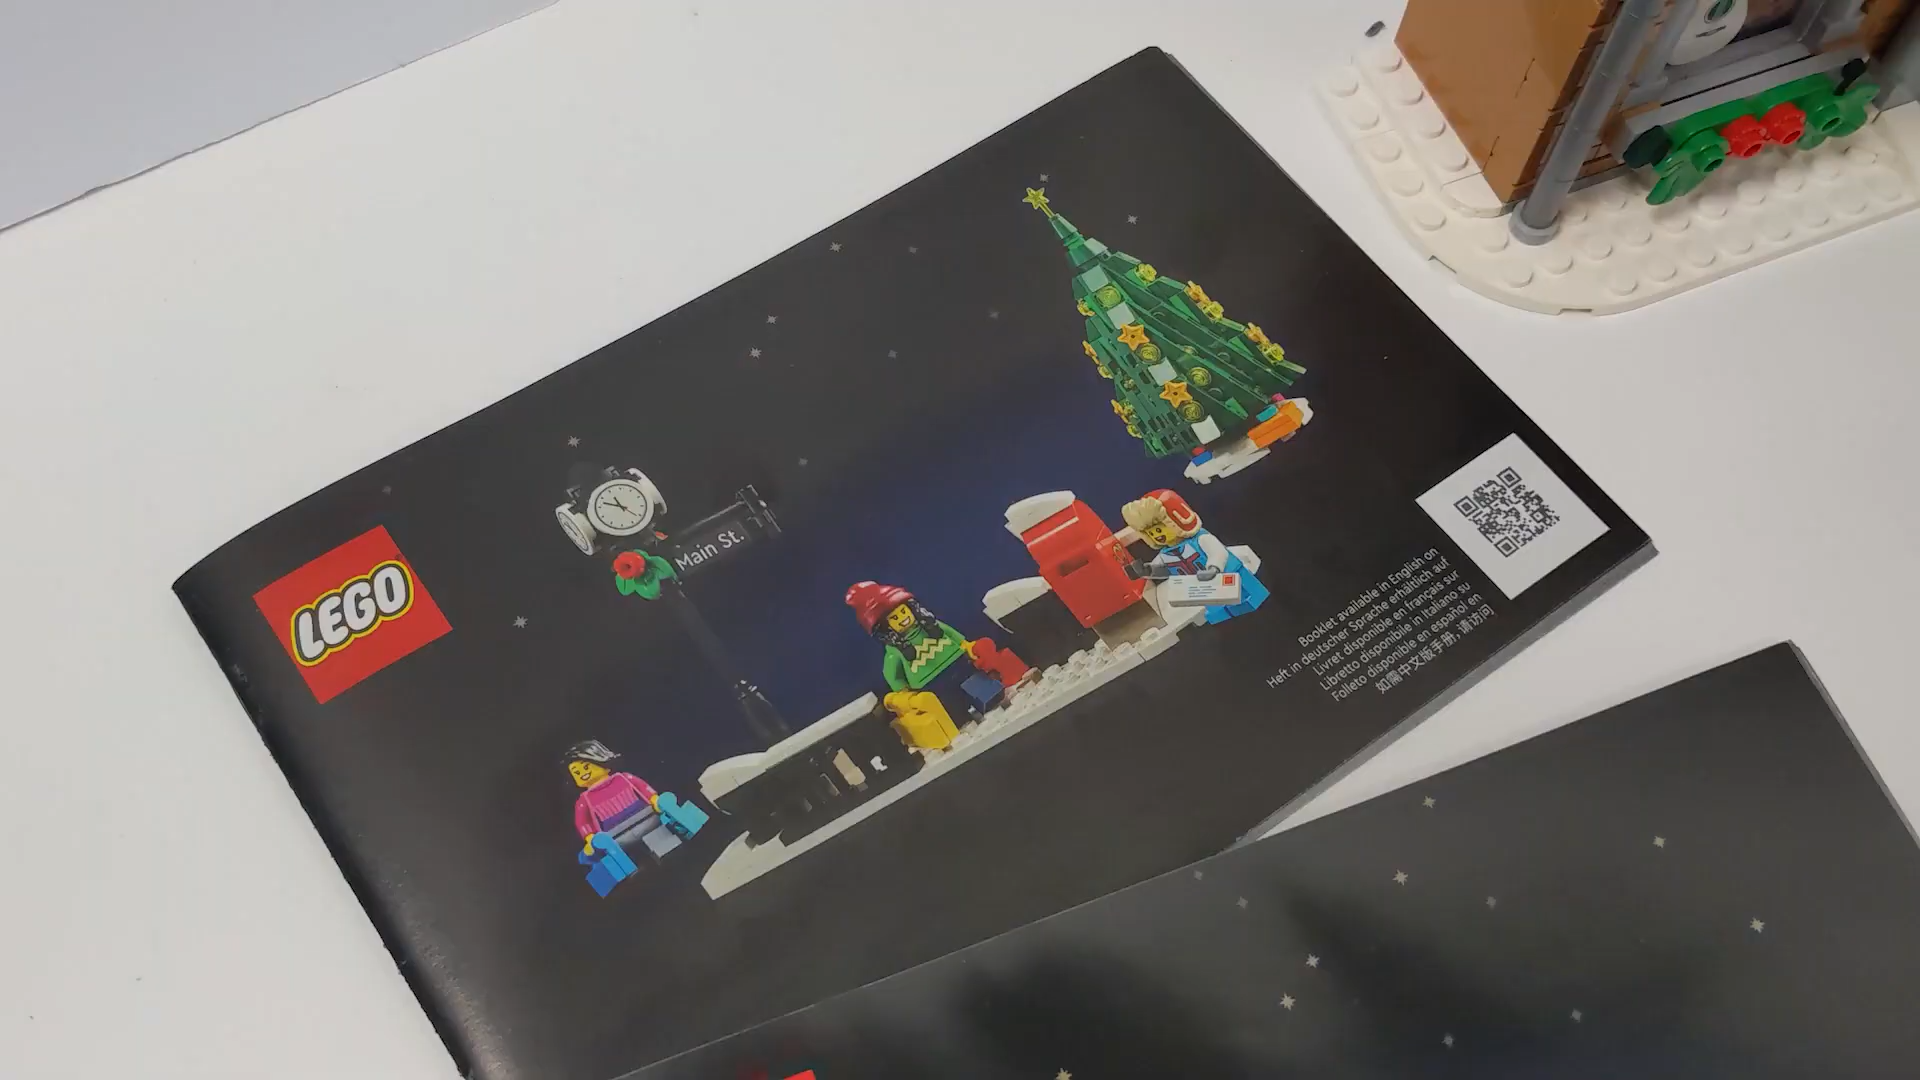 LEGO
Main St.
Booklet available in English on
Heft in deutscher Sprache erhältlich auf
Livret disponible en français sur
Libretto disponibile in Italiano su
Folleto disponible en español en
如需中文版手册，请访问